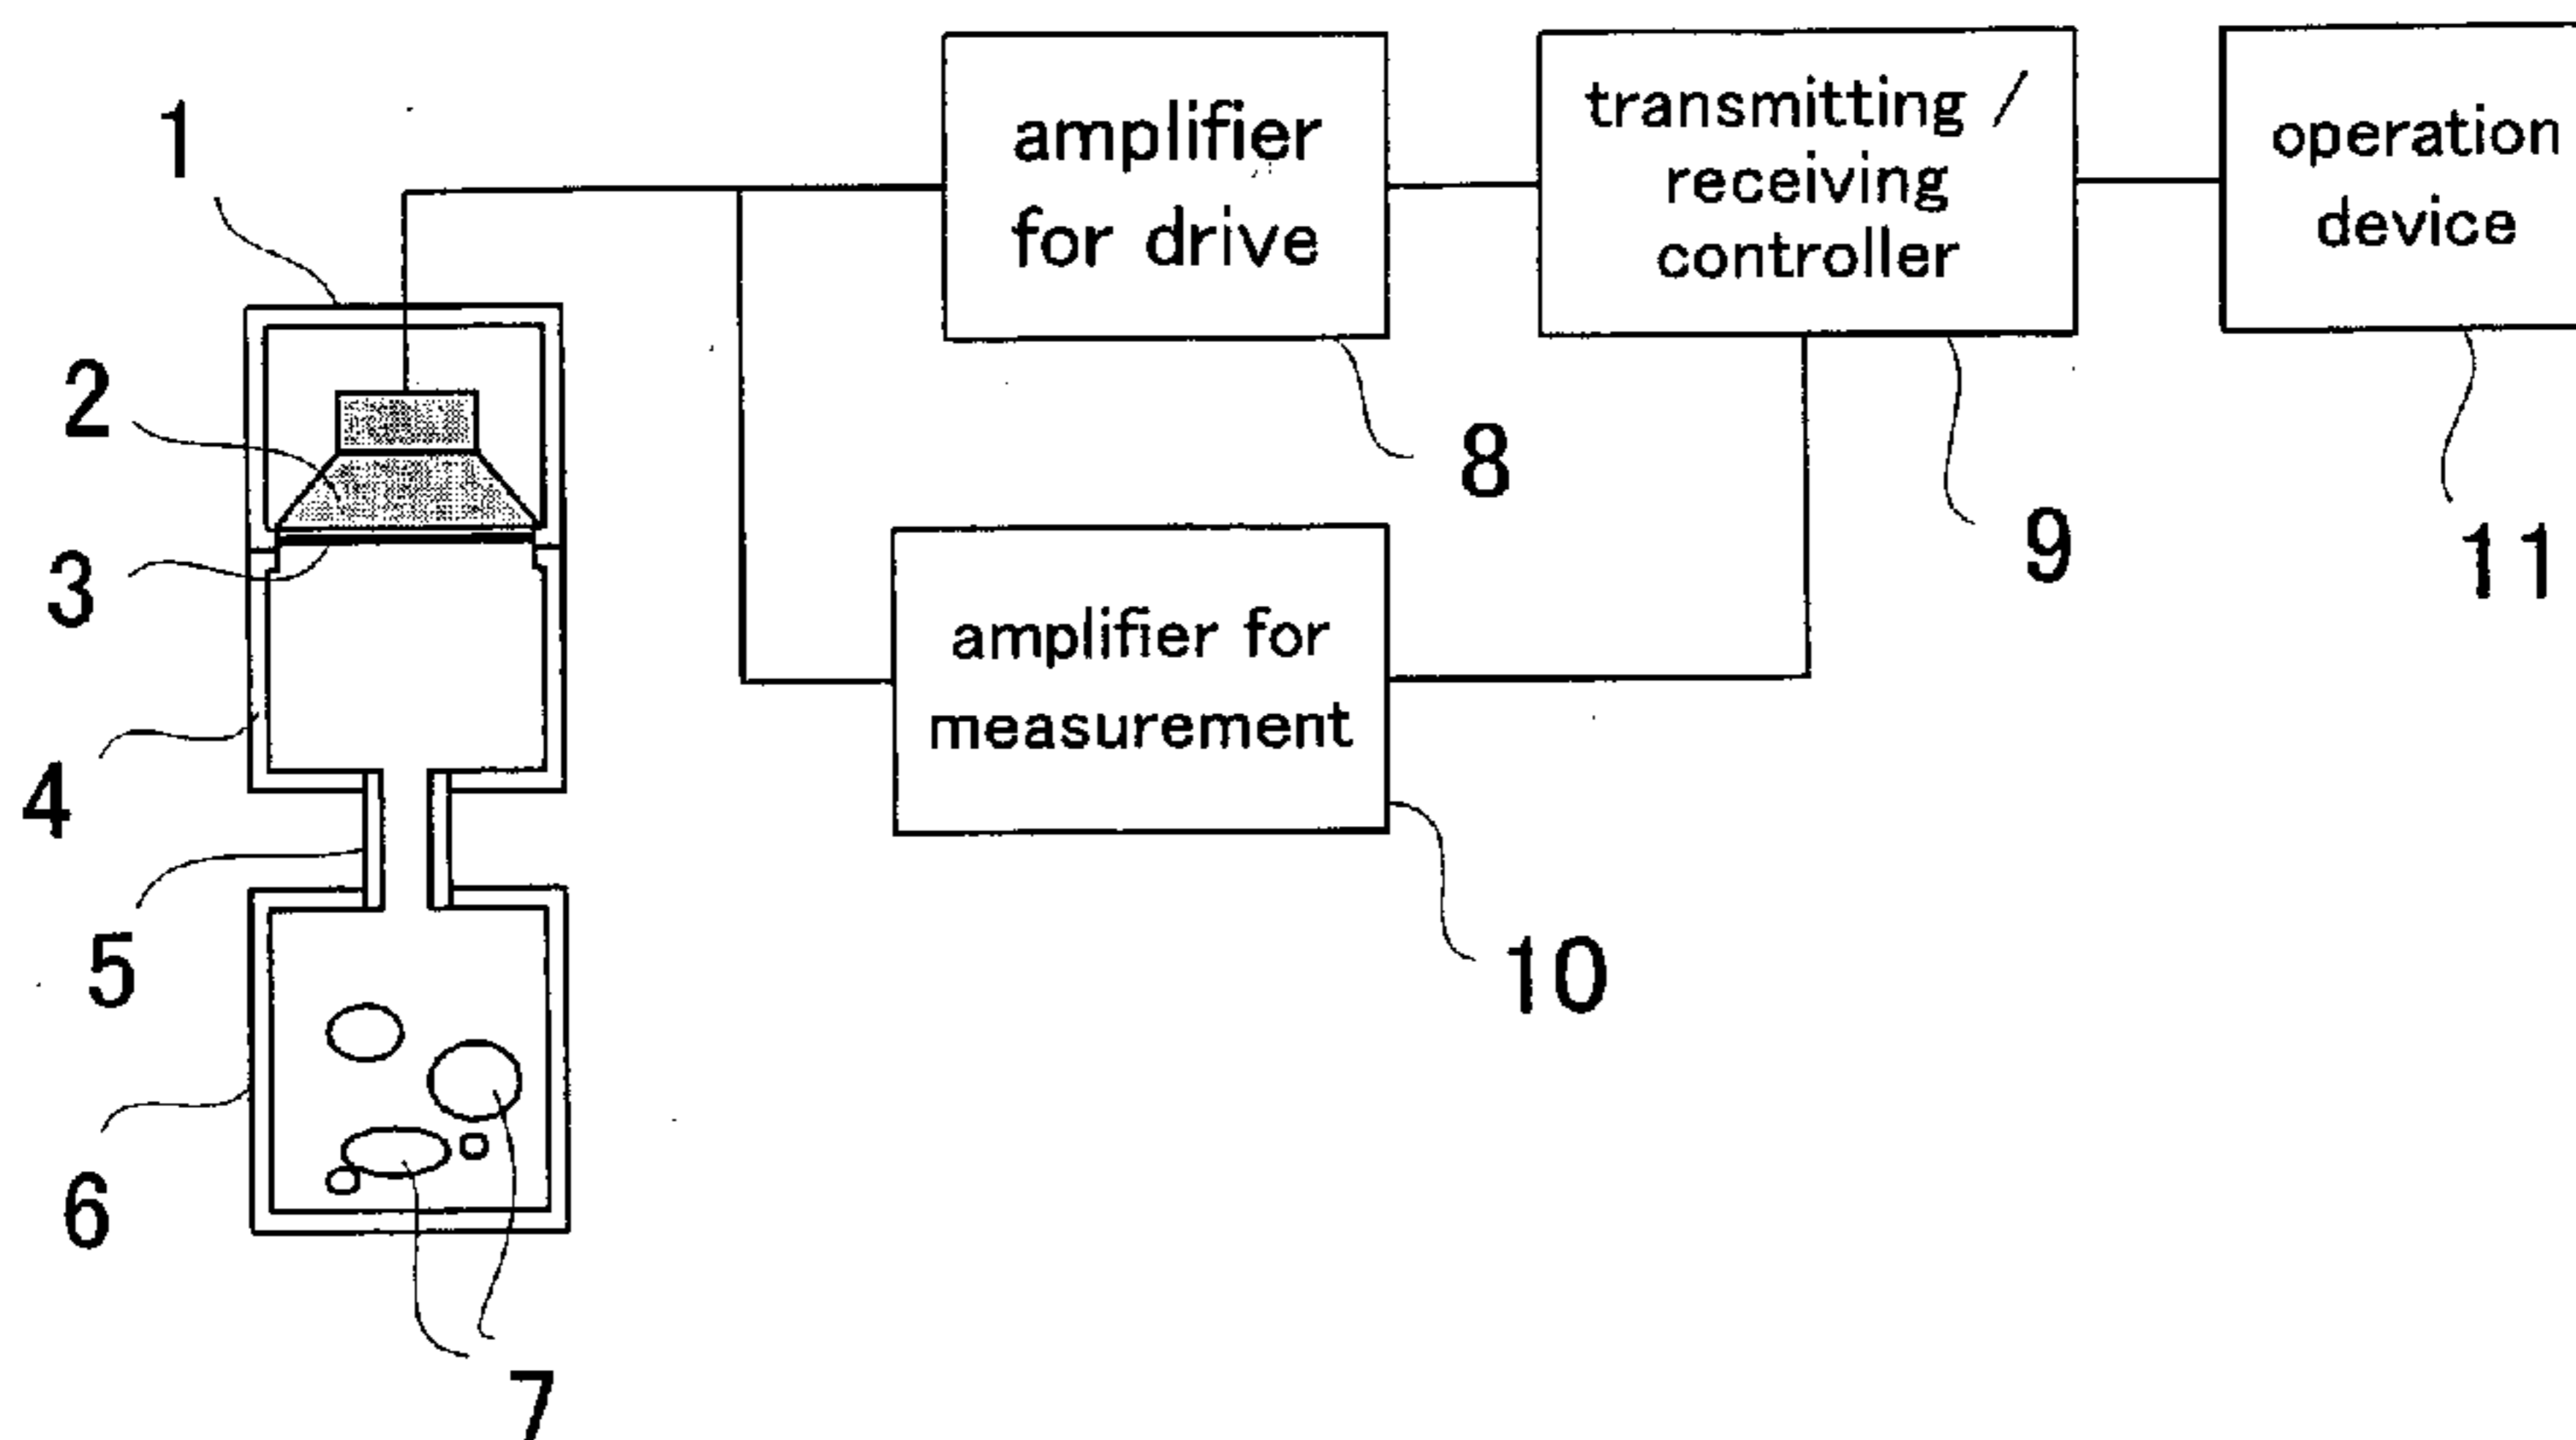 1
2
3
4
5
6
7
amplifier
for drive
8
transmitting /
receiving
controller
9
operation
device
11
amplifier for
measurement
10